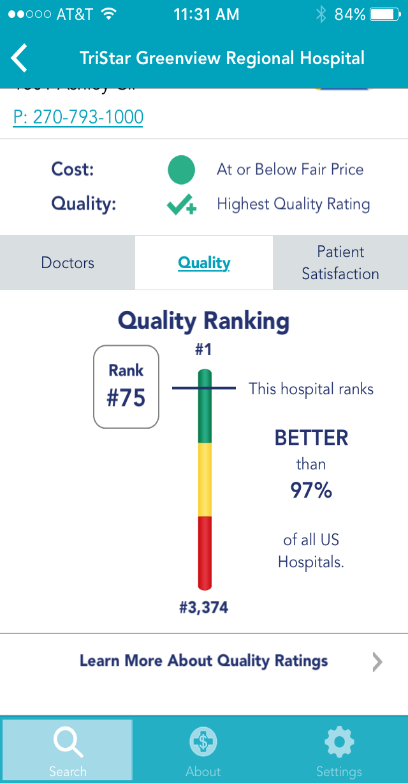 AT&T 11:31 AM 84%
TriStar Greenview Regional Hospital
P: 270-793-1000
Cost: At or Below Fair Price
Quality: Highest Quality Rating
Doctors
Quality
Patient
Satisfaction
Quality Ranking
#1
Rank
#75
This hospital ranks
BETTER
than
97%
of all US
Hospitals.
#3,374
Learn More About Quality Ratings
Search About Settings